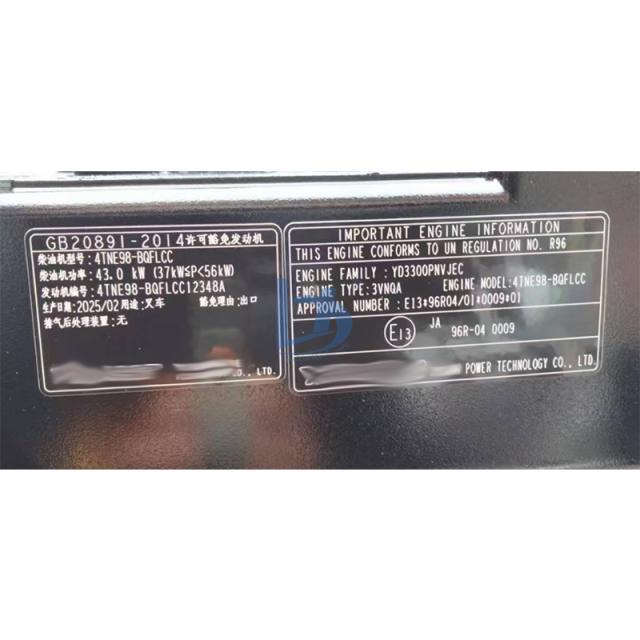 GB20891-2014许可豁免发动机
柴油机型号: 4TNE98-BQFLCC
柴油机功率: 43.0 kW (37kW≤P<56kW)
发动机编号: 4TNE98-BQFLCC12348A
生产日期:2025/02 用途:叉车 豁免理由:出口
排气后处理装置:无
CO., LTD.
IMPORTANT ENGINE INFORMATION
THIS ENGINE CONFORMS TO UN REGULATION NO. R96
ENGINE FAMILY : YD3300PNVJEC
ENGINE TYPE:3VNQA ENGINE MODEL:4TNE98-BQFLCC
APPROVAL NUMBER : E13*96R04/01*0009*01
E13 JA 96R-04 0009
POWER TECHNOLOGY CO., LTD.